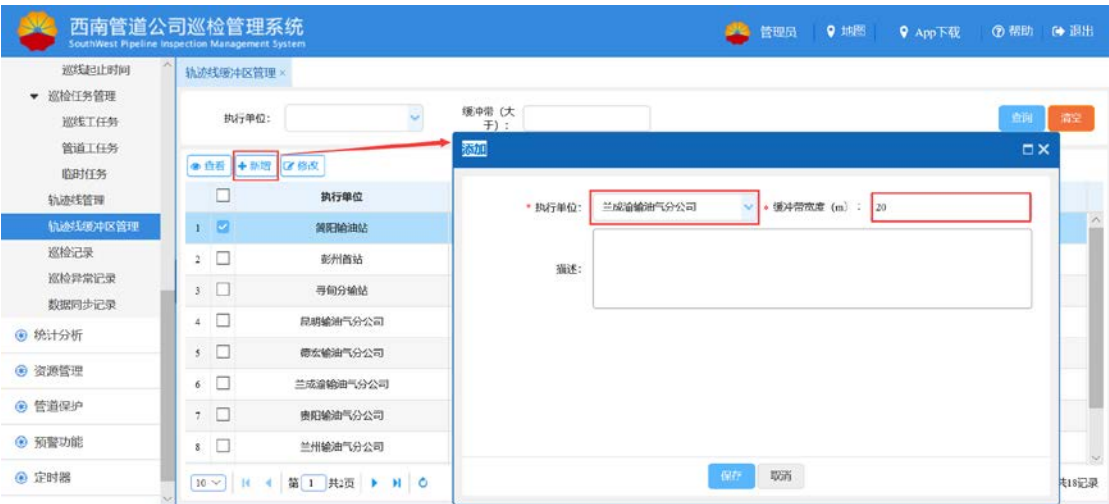 西南管道公司巡检管理系统
SouthWest Pipeline Inspection Management System
管理员 地图 App下载 帮助 退出
巡线起止时间
巡检任务管理
巡线工任务
管道工任务
临时任务
轨迹线管理
轨迹线缓冲区管理
巡检记录
巡检异常记录
数据同步记录
统计分析
资源管理
管道保护
预警功能
定时器
轨迹线缓冲区管理 ×
执行单位:
缓冲带（大
于）:
查询 清空
查看 新增 修改
执行单位
1 简阳输油站
2 彭州首站
3 寻甸分输站
4 昆明输油气分公司
5 德宏输油气分公司
6 兰成渝输油气分公司
7 贵阳输油气分公司
8 兰州输油气分公司
10 第 1 共2页
共18记录
添加
* 执行单位: 兰成渝输油气分公司 * 缓冲带宽度（m）: 20
描述:
保存 取消